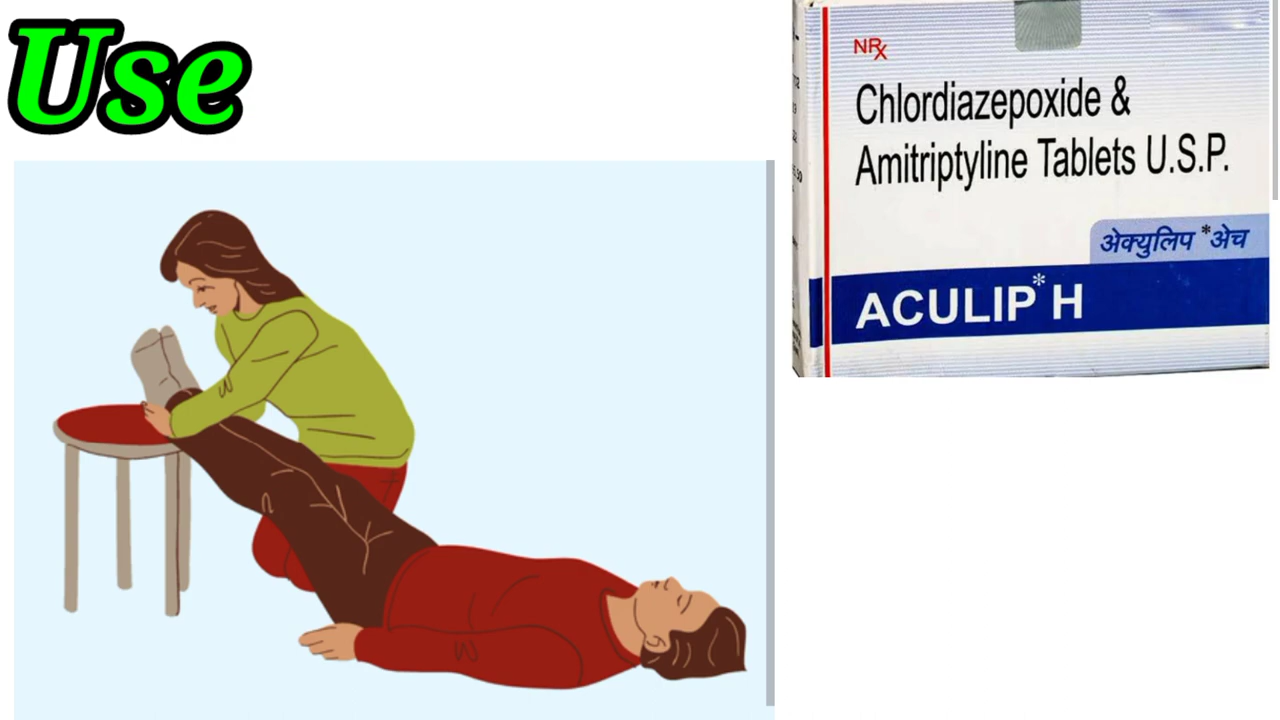 Use
NRx
Chlordiazepoxide &
Amitriptyline Tablets U.S.P.
अेक्युलिप *अेच
ACULIP* H